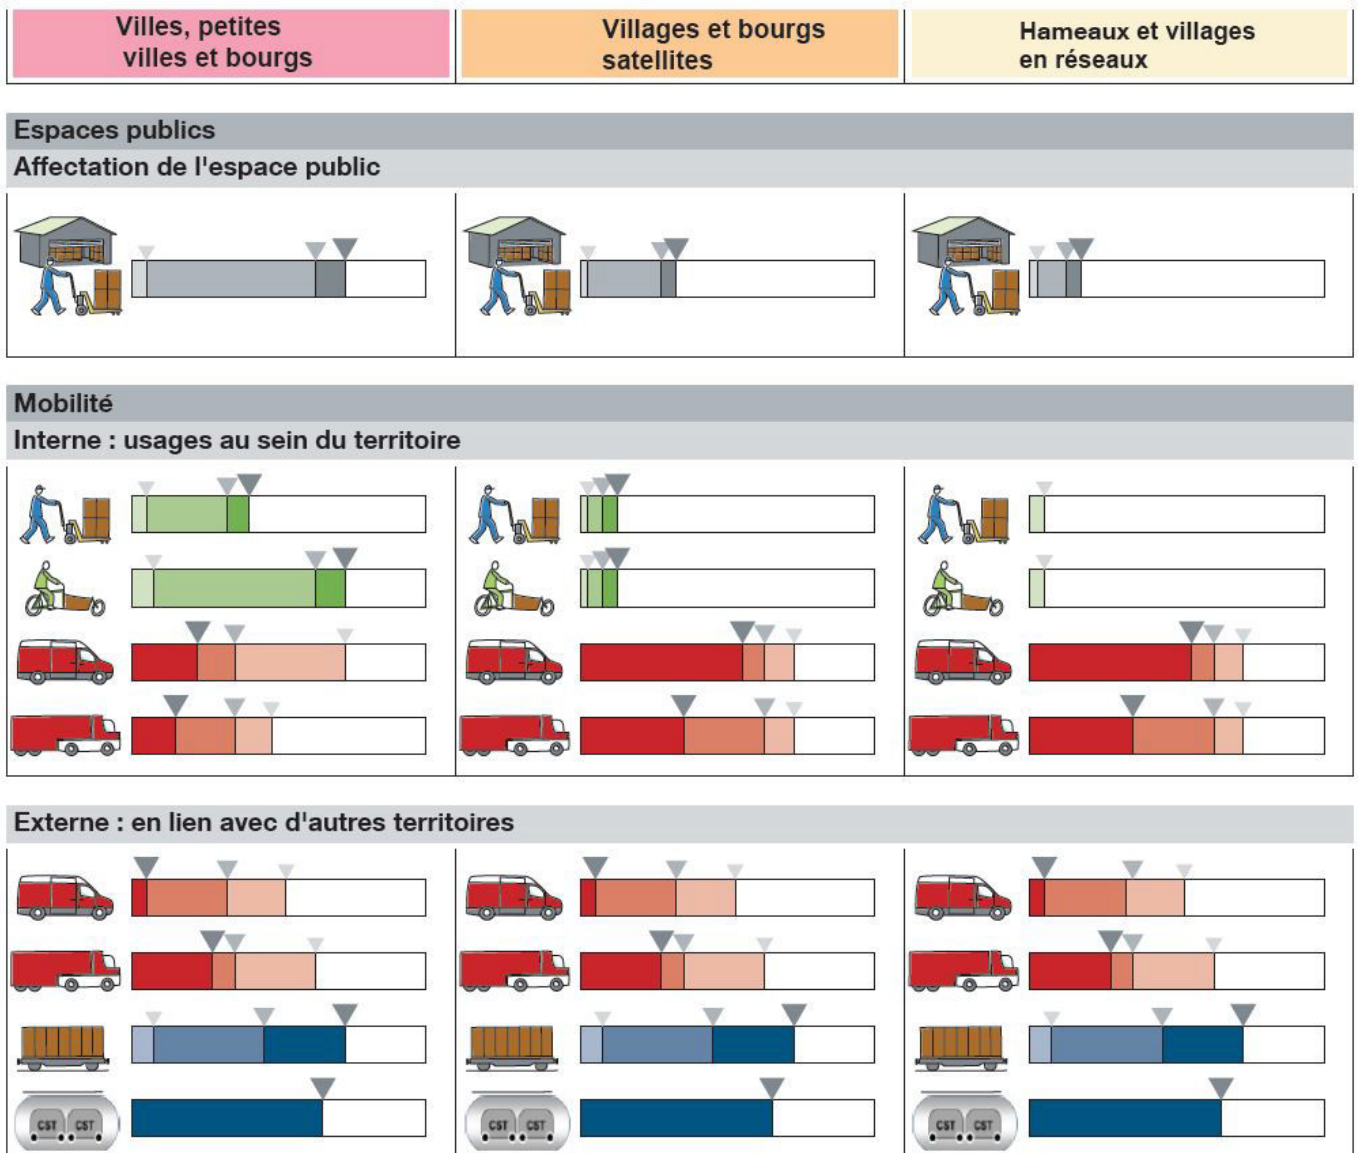 Villes, petites
villes et bourgs
Villages et bourgs
satellites
Hameaux et villages
en réseaux
Espaces publics
Affectation de l'espace public
Mobilité
Interne : usages au sein du territoire
Externe : en lien avec d'autres territoires
CST CST
CST CST
CST CST